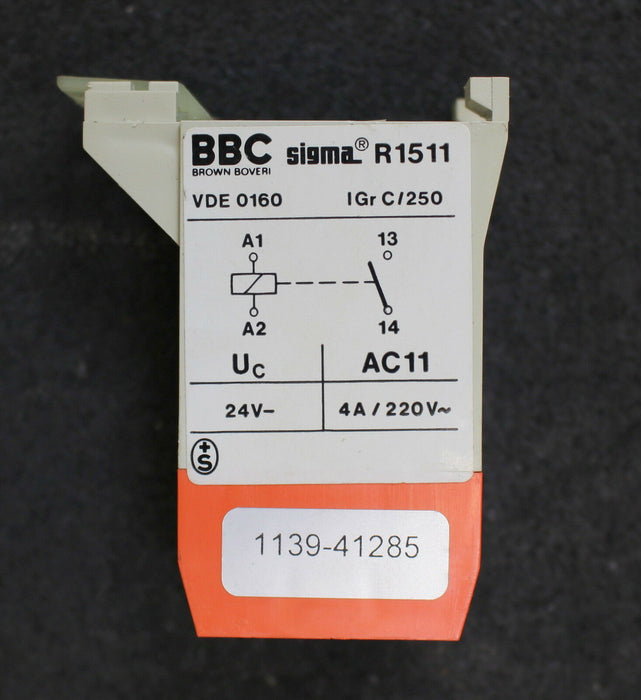 BBC sigma® R1511
BROWN BOVERI
VDE 0160 IGr C/250
A1 13
A2 14
UC AC11
24V- 4A / 220V~
+S
1139-41285